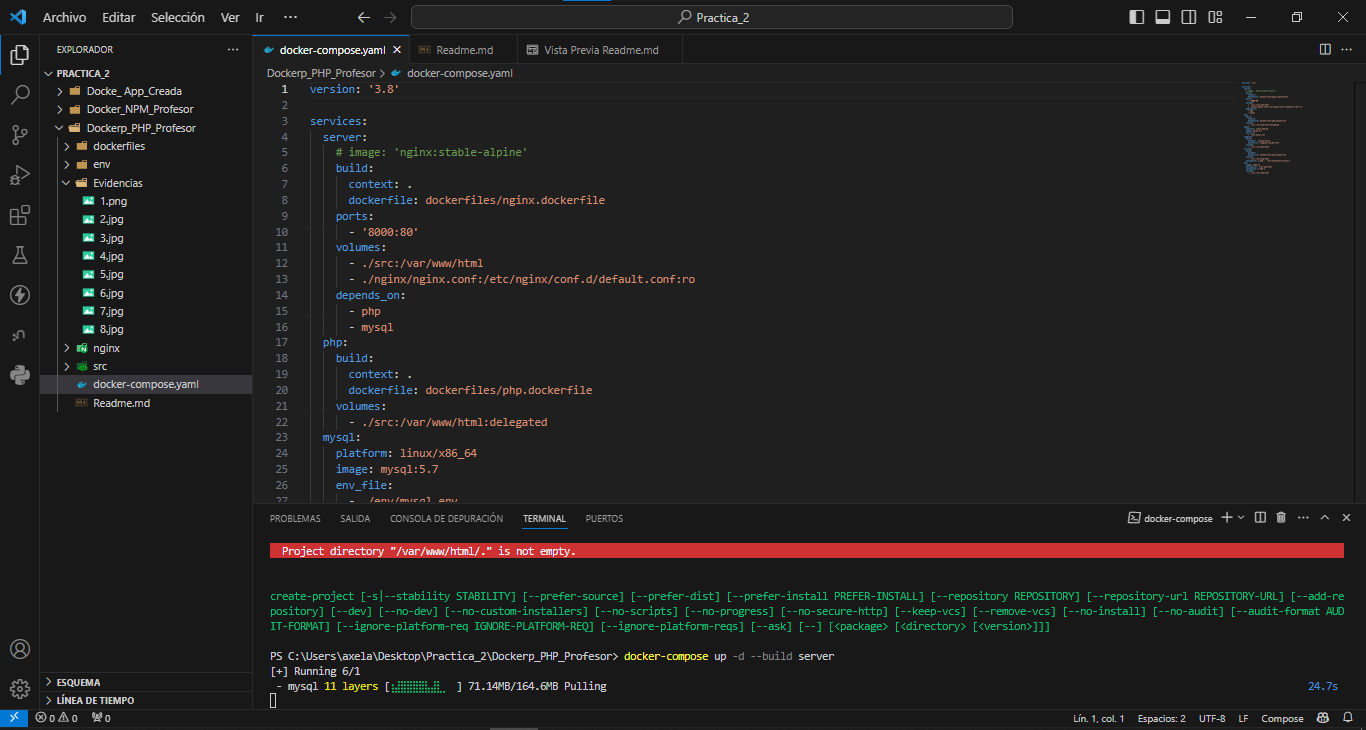 Archivo Editar Selección Ver Ir ··· Practica_2
EXPLORADOR ···
PRACTICA_2
Docke_ App_Creada
Docker_NPM_Profesor
Dockerp_PHP_Profesor
dockerfiles
env
Evidencias
1.png
2.jpg
3.jpg
4.jpg
5.jpg
6.jpg
7.jpg
8.jpg
nginx
src
docker-compose.yaml
Readme.md
ESQUEMA
LÍNEA DE TIEMPO
docker-compose.yaml Readme.md Vista Previa Readme.md
Dockerp_PHP_Profesor > docker-compose.yaml
1 version: '3.8'
2
3 services:
4 server:
5 # image: 'nginx:stable-alpine'
6 build:
7 context: .
8 dockerfile: dockerfiles/nginx.dockerfile
9 ports:
10 - '8000:80'
11 volumes:
12 - ./src:/var/www/html
13 - ./nginx/nginx.conf:/etc/nginx/conf.d/default.conf:ro
14 depends_on:
15 - php
16 - mysql
17 php:
18 build:
19 context: .
20 dockerfile: dockerfiles/php.dockerfile
21 volumes:
22 - ./src:/var/www/html:delegated
23 mysql:
24 platform: linux/x86_64
25 image: mysql:5.7
26 env_file:
27 - ./env/mysql.env
PROBLEMAS SALIDA CONSOLA DE DEPURACIÓN TERMINAL PUERTOS docker-compose
Project directory "/var/www/html/." is not empty.
create-project [-s|--stability STABILITY] [--prefer-source] [--prefer-dist] [--prefer-install PREFER-INSTALL] [--repository REPOSITORY] [--repository-url REPOSITORY-URL] [--add-re
pository] [--dev] [--no-dev] [--no-custom-installers] [--no-scripts] [--no-progress] [--no-secure-http] [--keep-vcs] [--remove-vcs] [--no-install] [--no-audit] [--audit-format AUD
IT-FORMAT] [--ignore-platform-req IGNORE-PLATFORM-REQ] [--ignore-platform-reqs] [--ask] [--] [<package> [<directory> [<version>]]]
PS C:\Users\axela\Desktop\Practica_2\Dockerp_PHP_Profesor> docker-compose up -d --build server
[+] Running 6/1
- mysql 11 layers [ ] 71.14MB/164.6MB Pulling 24.7s
0 0 0 Lín. 1, col. 1 Espacios: 2 UTF-8 LF Compose